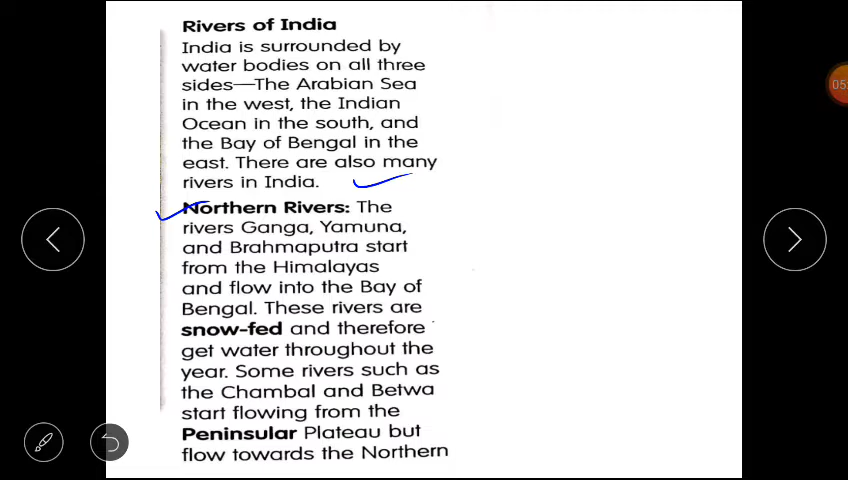 Rivers of India
India is surrounded by
water bodies on all three
sides—The Arabian Sea
in the west, the Indian
Ocean in the south, and
the Bay of Bengal in the
east. There are also many
rivers in India.
Northern Rivers: The
rivers Ganga, Yamuna,
and Brahmaputra start
from the Himalayas
and flow into the Bay of
Bengal. These rivers are
snow-fed and therefore
get water throughout the
year. Some rivers such as
the Chambal and Betwa
start flowing from the
Peninsular Plateau but
flow towards the Northern